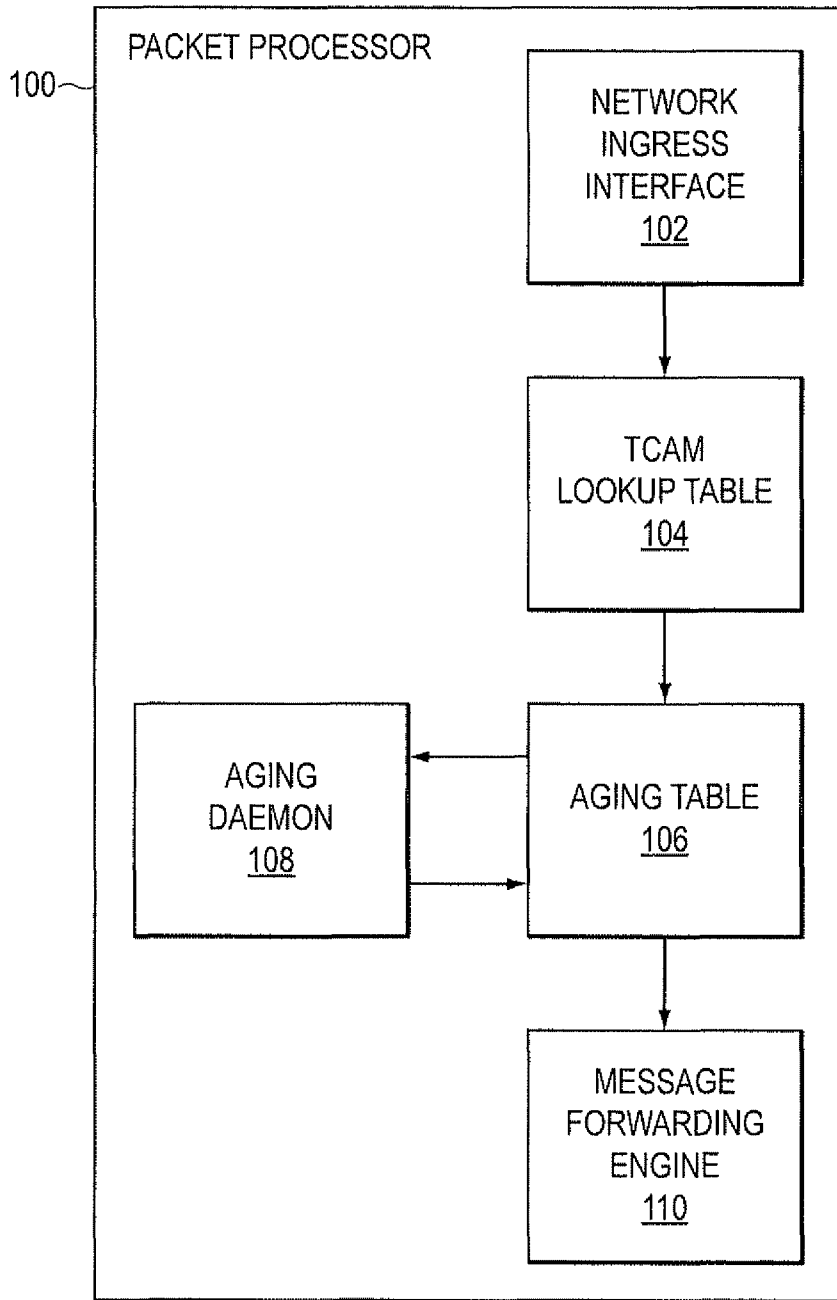 PACKET PROCESSOR
100
NETWORK
INGRESS
INTERFACE
102
TCAM
LOOKUP TABLE
104
AGING
DAEMON
108
AGING TABLE
106
MESSAGE
FORWARDING
ENGINE
110